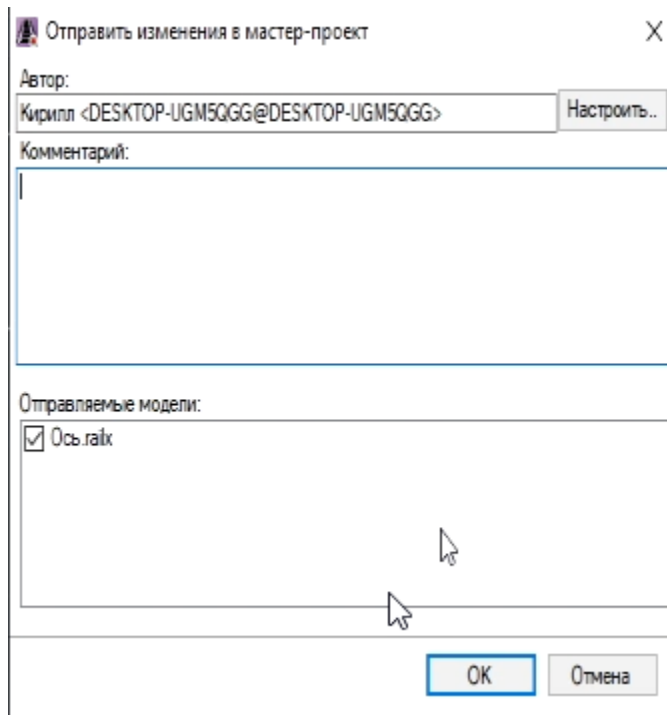 Отправить изменения в мастер-проект
Автор:
Кирилл <DESKTOP-UGM5QGG@DESKTOP-UGM5QGG> Настроить..
Комментарий:
Отправляемые модели:
Ось.railx
OK Отмена